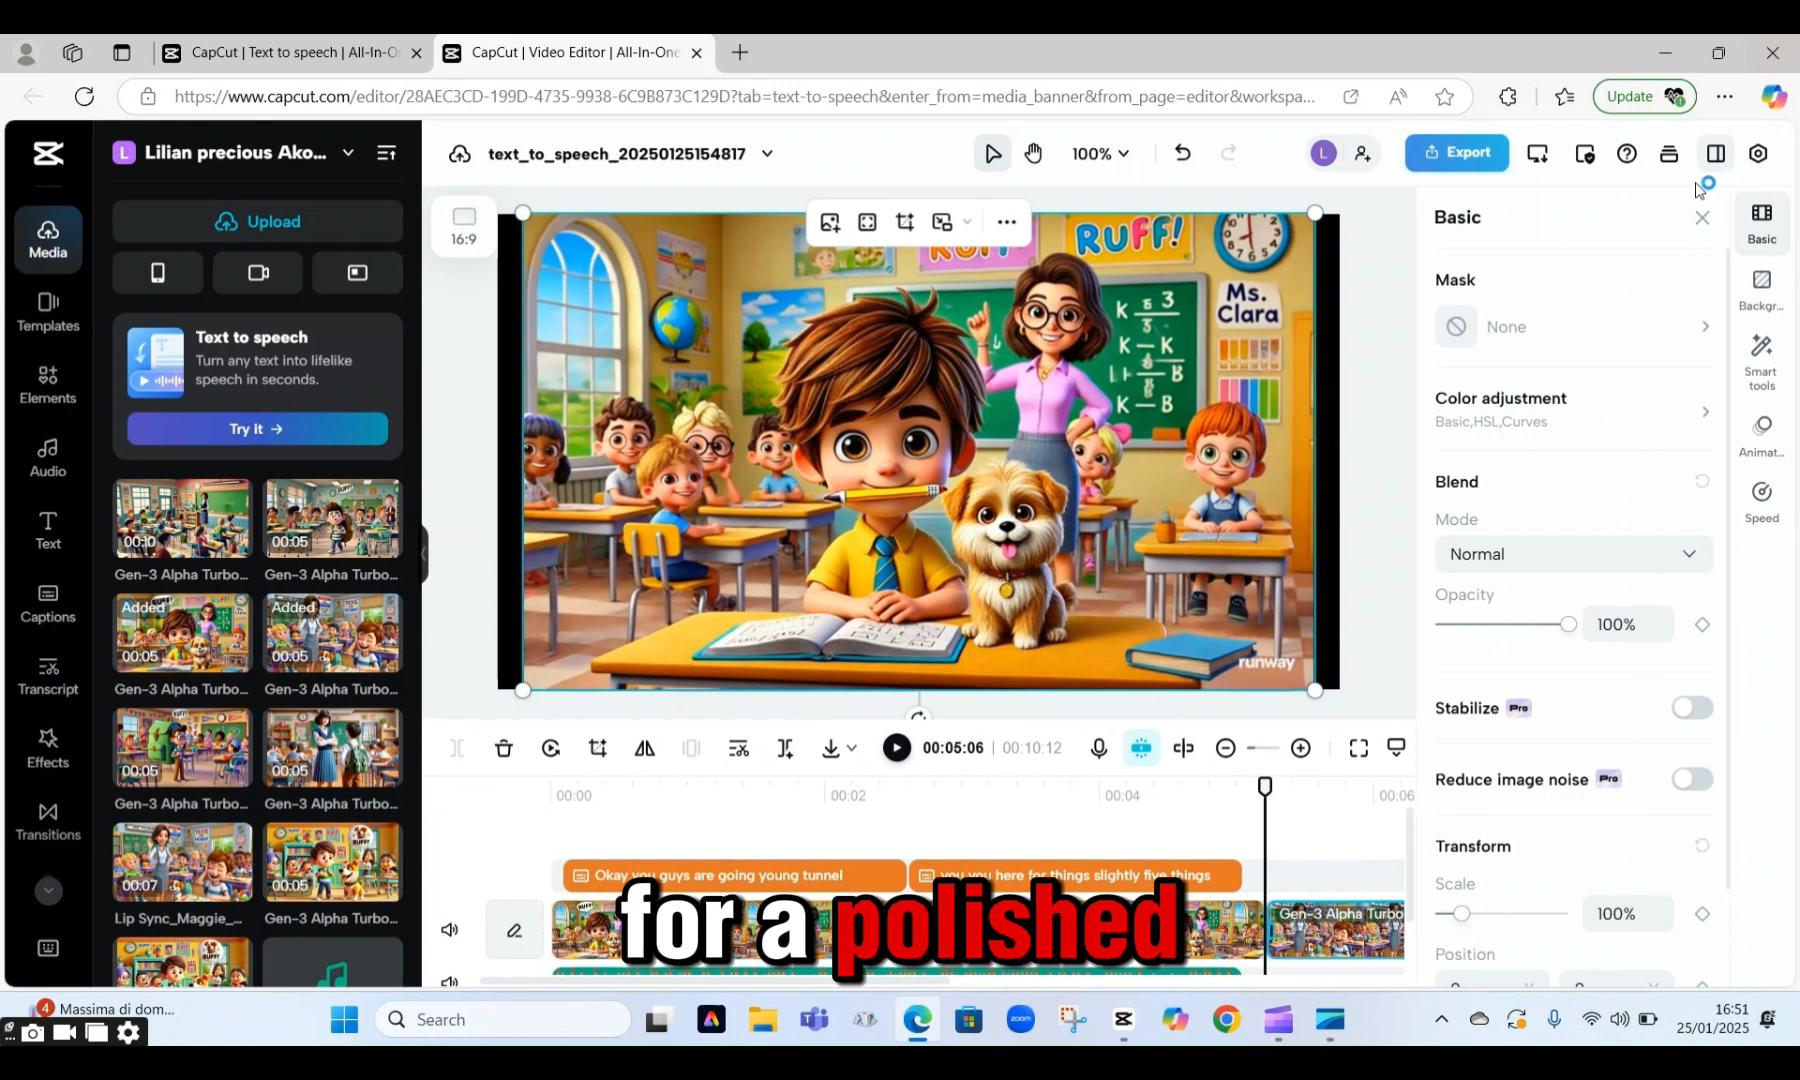 CapCut | Text to speech | All-In-O
CapCut | Video Editor | All-In-One
https://www.capcut.com/editor/28AEC3CD-199D-4735-9938-6C9B873C129D?tab=text-to-speech&enter_from=media_banner&from_page=editor&workspa...
Update
L
Lilian precious Ako...
text_to_speech_20250125154817
100%
L
Export
Media
Templates
Elements
Audio
Text
Captions
Transcript
Effects
Transitions
Upload
Text to speech
Turn any text into lifelike
speech in seconds.
Try it →
00:10
00:05
Gen-3 Alpha Turbo...
Gen-3 Alpha Turbo...
Added
Added
00:05
00:05
Gen-3 Alpha Turbo...
Gen-3 Alpha Turbo...
00:05
00:05
Gen-3 Alpha Turbo...
Gen-3 Alpha Turbo...
00:07
00:05
Lip Sync_Maggie_...
Gen-3 Alpha Turbo...
16:9
RUFF!
Ms.
Clara
K – K
K – B
runway
Basic
Mask
None
Color adjustment
Basic,HSL,Curves
Blend
Mode
Normal
Opacity
100%
Stabilize Pro
Reduce image noise Pro
Transform
Scale
100%
Position
Basic
Backgr...
Smart
tools
Animat...
Speed
00:05:06 | 00:10:12
00:00
00:02
00:04
00:06
Okay you guys are going young tunnel
you you here for things slightly five things
Gen-3 Alpha Turbo
for a polished
4
Massima di dom...
Search
zoom
16:51
25/01/2025